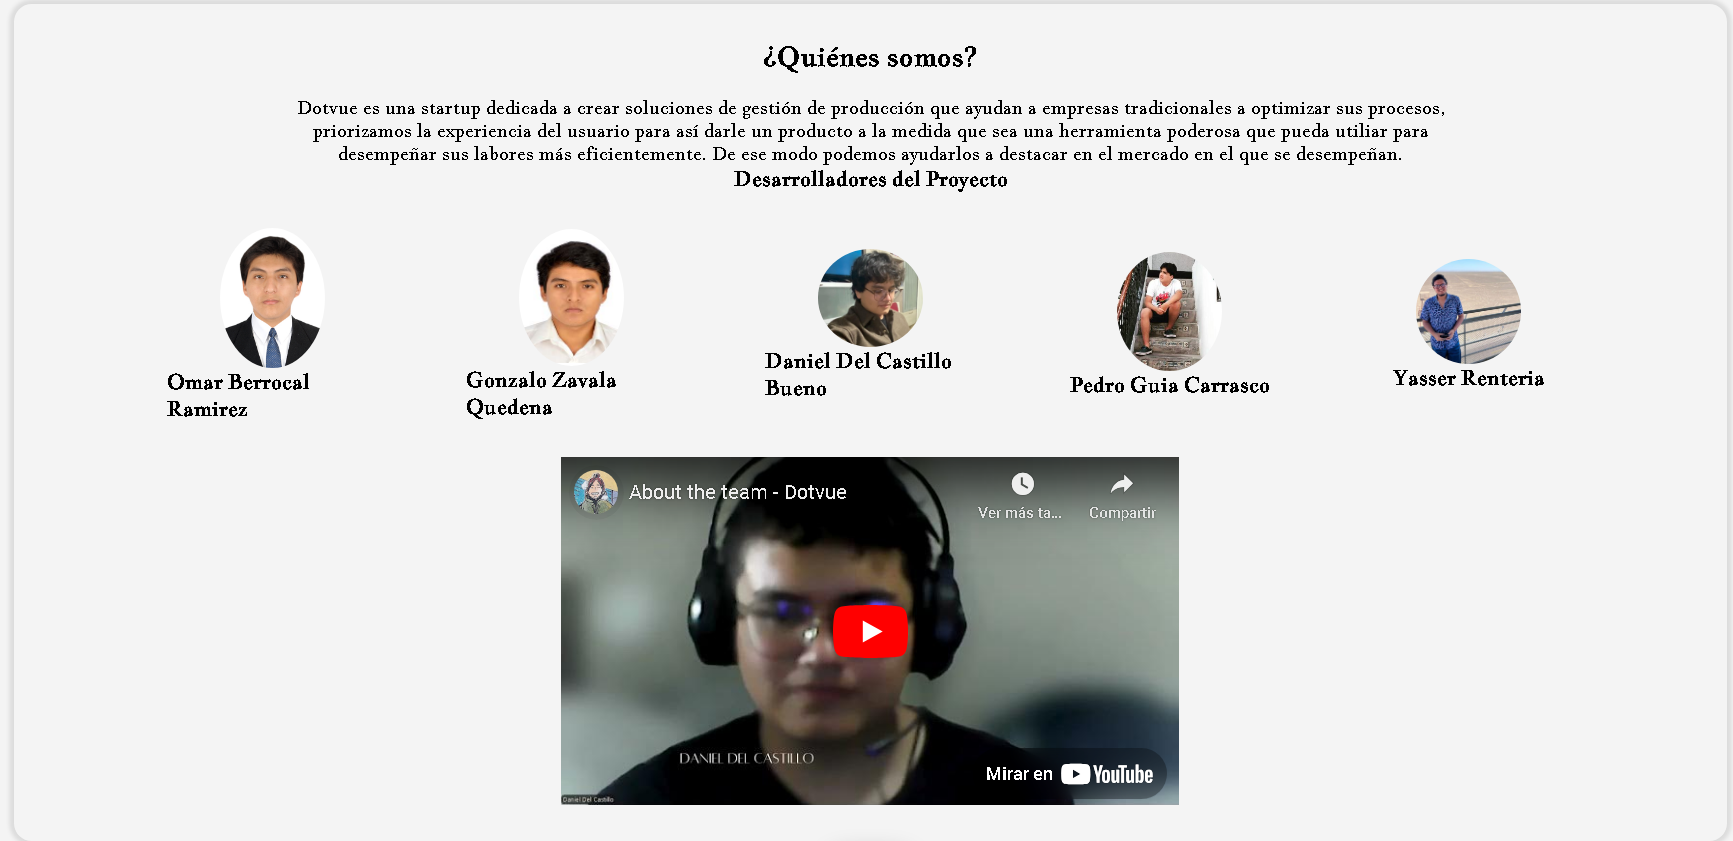 ¿Quiénes somos?
Dotvue es una startup dedicada a crear soluciones de gestión de producción que ayudan a empresas tradicionales a optimizar sus procesos,
priorizamos la experiencia del usuario para así darle un producto a la medida que sea una herramienta poderosa que pueda utiliar para
desempeñar sus labores más eficientemente. De ese modo podemos ayudarlos a destacar en el mercado en el que se desempeñan.
Desarrolladores del Proyecto
Omar Berrocal
Ramirez
Gonzalo Zavala
Quedena
Daniel Del Castillo
Bueno
Pedro Guia Carrasco
Yasser Renteria
About the team - Dotvue
Ver más ta...
Compartir
DANIEL DEL CASTILLO
Mirar en YouTube
Daniel Del Castillo